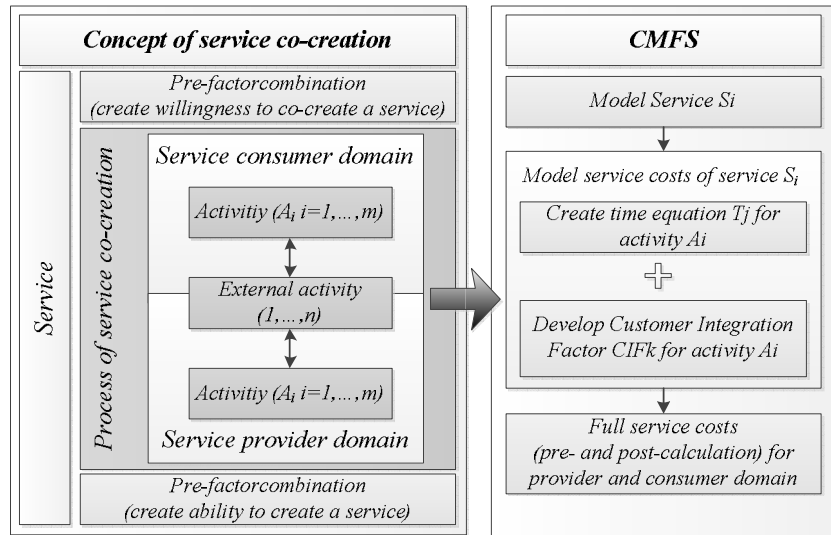 Concept of service co-creation
Service
Pre-factorcombination
(create willingness to co-create a service)
Process of service co-creation
Service consumer domain
Activitiy (Ai i=1,...,m)
External activity
(1,...,n)
Activitiy (Ai i=1,...,m)
Service provider domain
Pre-factorcombination
(create ability to create a service)
CMFS
Model Service Si
Model service costs of service Si
Create time equation Tj for
activity Ai
Develop Customer Integration
Factor CIFk for activity Ai
Full service costs
(pre- and post-calculation) for
provider and consumer domain